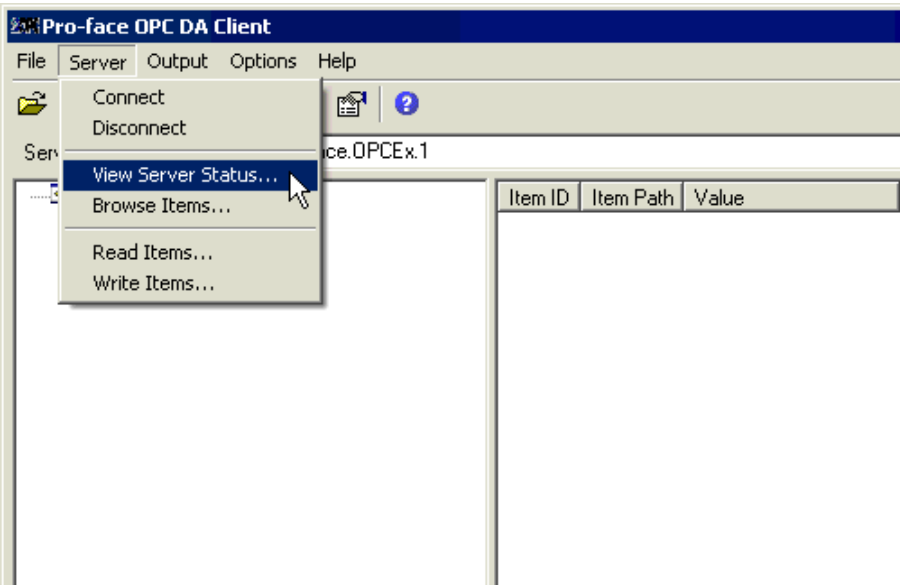 Pro-face OPC DA Client
File Server Output Options Help
Connect
Disconnect
ice.OPCEx.1
View Server Status...
Browse Items...
Read Items...
Write Items...
Item ID Item Path Value